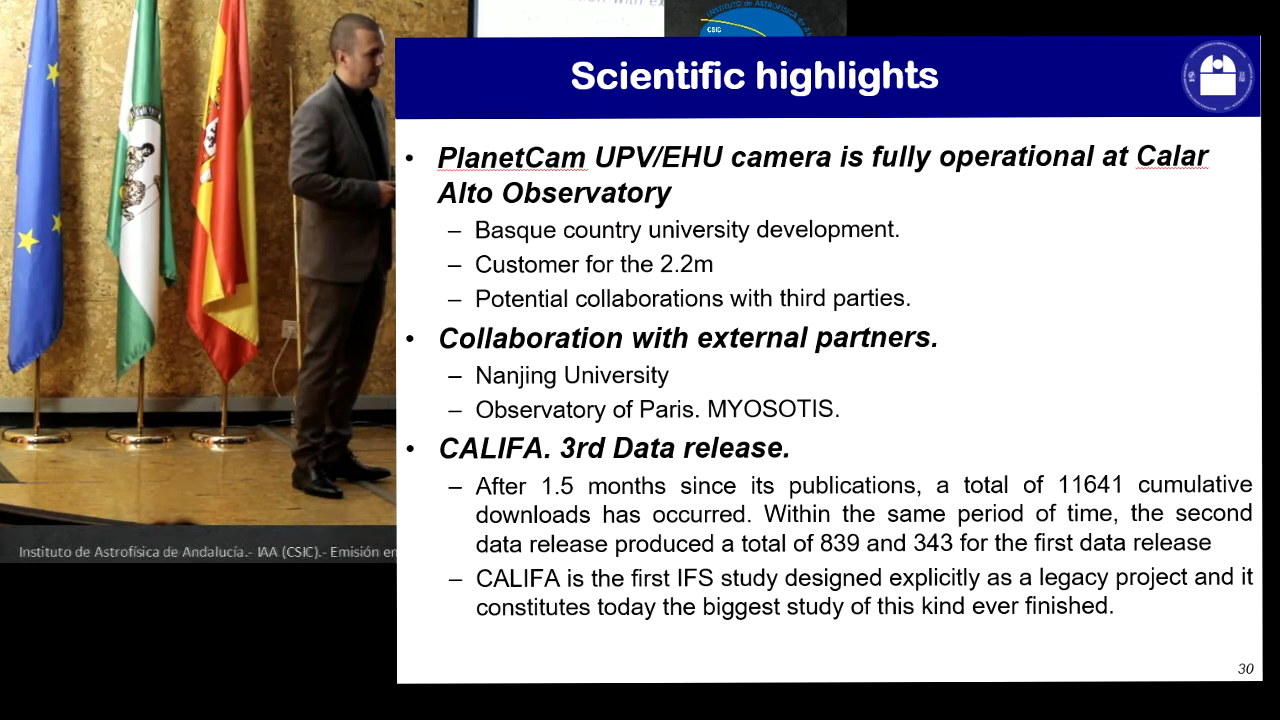 INSTITUTO de ASTROFÍSICA de
CSIC
Scientific highlights
• PlanetCam UPV/EHU camera is fully operational at Calar
Alto Observatory
– Basque country university development.
– Customer for the 2.2m
– Potential collaborations with third parties.
• Collaboration with external partners.
– Nanjing University
– Observatory of Paris. MYOSOTIS.
• CALIFA. 3rd Data release.
– After 1.5 months since its publications, a total of 11641 cumulative
downloads has occurred. Within the same period of time, the second
data release produced a total of 839 and 343 for the first data release
– CALIFA is the first IFS study designed explicitly as a legacy project and it
constitutes today the biggest study of this kind ever finished.
30
Instituto de Astrofísica de Andalucía.- IAA (CSIC).- Emisión en